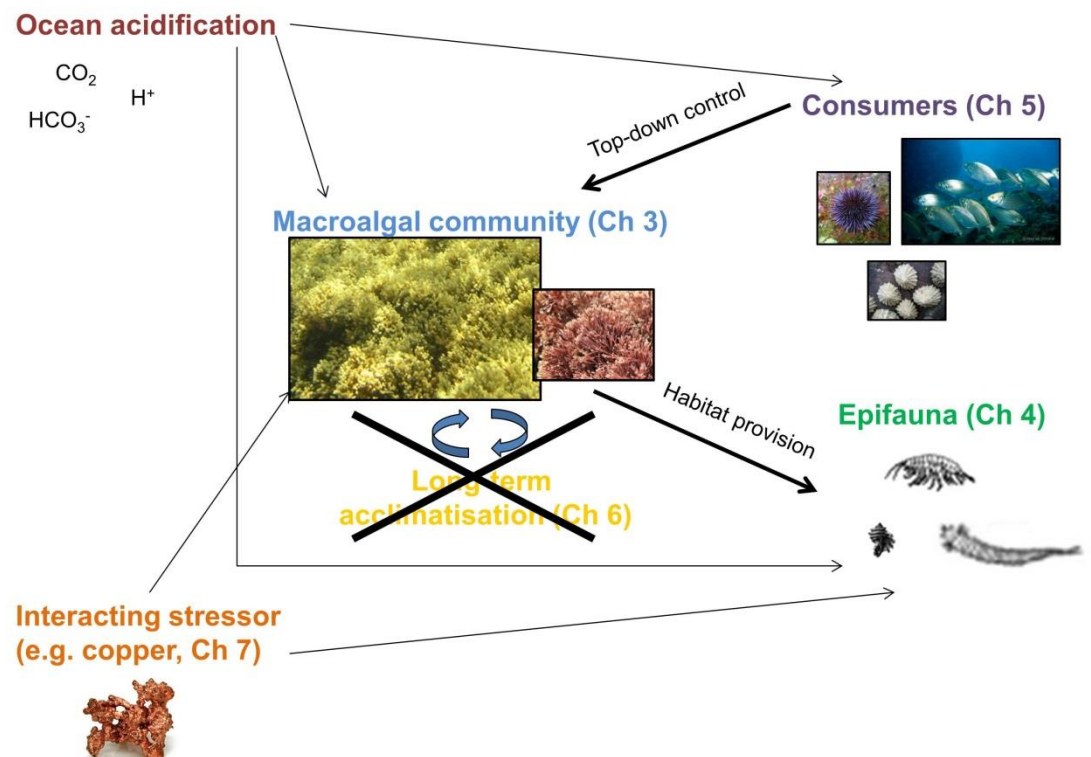 Ocean acidification
CO₂
H⁺
HCO₃⁻
Consumers (Ch 5)
Top-down control
Macroalgal community (Ch 3)
Habitat provision
Epifauna (Ch 4)
Long-term
acclimatisation (Ch 6)
Interacting stressor
(e.g. copper, Ch 7)